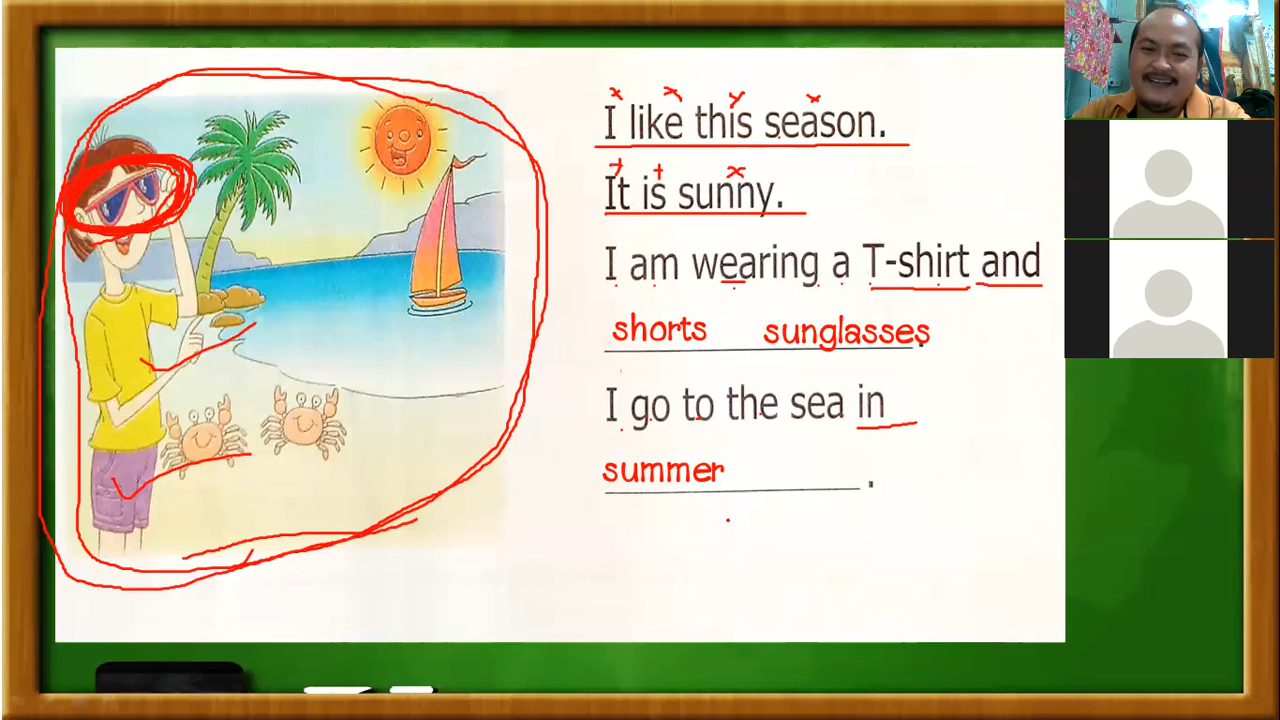 I like this season.
It is sunny.
I am wearing a T-shirt and
shorts sunglasses.
I go to the sea in
summer.